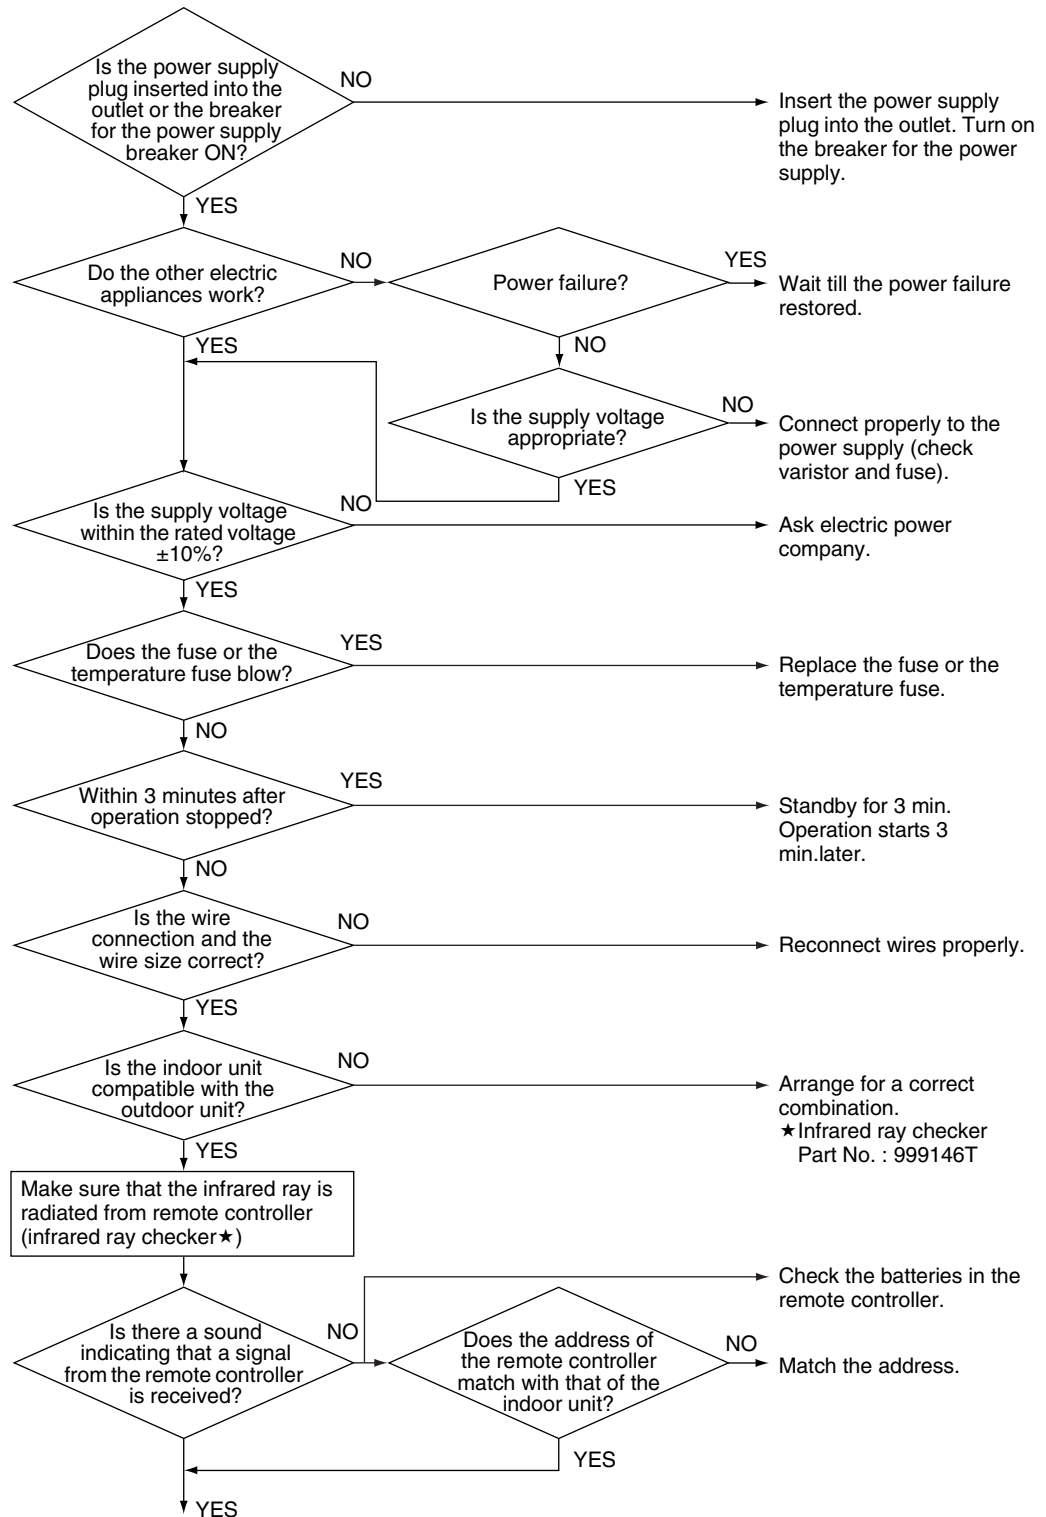 Is the power supply
plug inserted into the
outlet or the breaker
for the power supply
breaker ON?
NO
Insert the power supply
plug into the outlet. Turn on
the breaker for the power
supply.
YES
Do the other electric
appliances work?
NO
Power failure?
YES
Wait till the power failure
restored.
YES
NO
Is the supply voltage
appropriate?
NO
Connect properly to the
power supply (check
varistor and fuse).
YES
Is the supply voltage
within the rated voltage
±10%?
NO
Ask electric power
company.
YES
Does the fuse or the
temperature fuse blow?
YES
Replace the fuse or the
temperature fuse.
NO
Within 3 minutes after
operation stopped?
YES
Standby for 3 min.
Operation starts 3
min.later.
NO
Is the wire
connection and the
wire size correct?
NO
Reconnect wires properly.
YES
Is the indoor unit
compatible with the
outdoor unit?
NO
Arrange for a correct
combination.
★Infrared ray checker
Part No. : 999146T
YES
Make sure that the infrared ray is
radiated from remote controller
(infrared ray checker★)
Is there a sound
indicating that a signal
from the remote controller
is received?
NO
Check the batteries in the
remote controller.
Does the address of
the remote controller
match with that of the
indoor unit?
NO
Match the address.
YES
YES